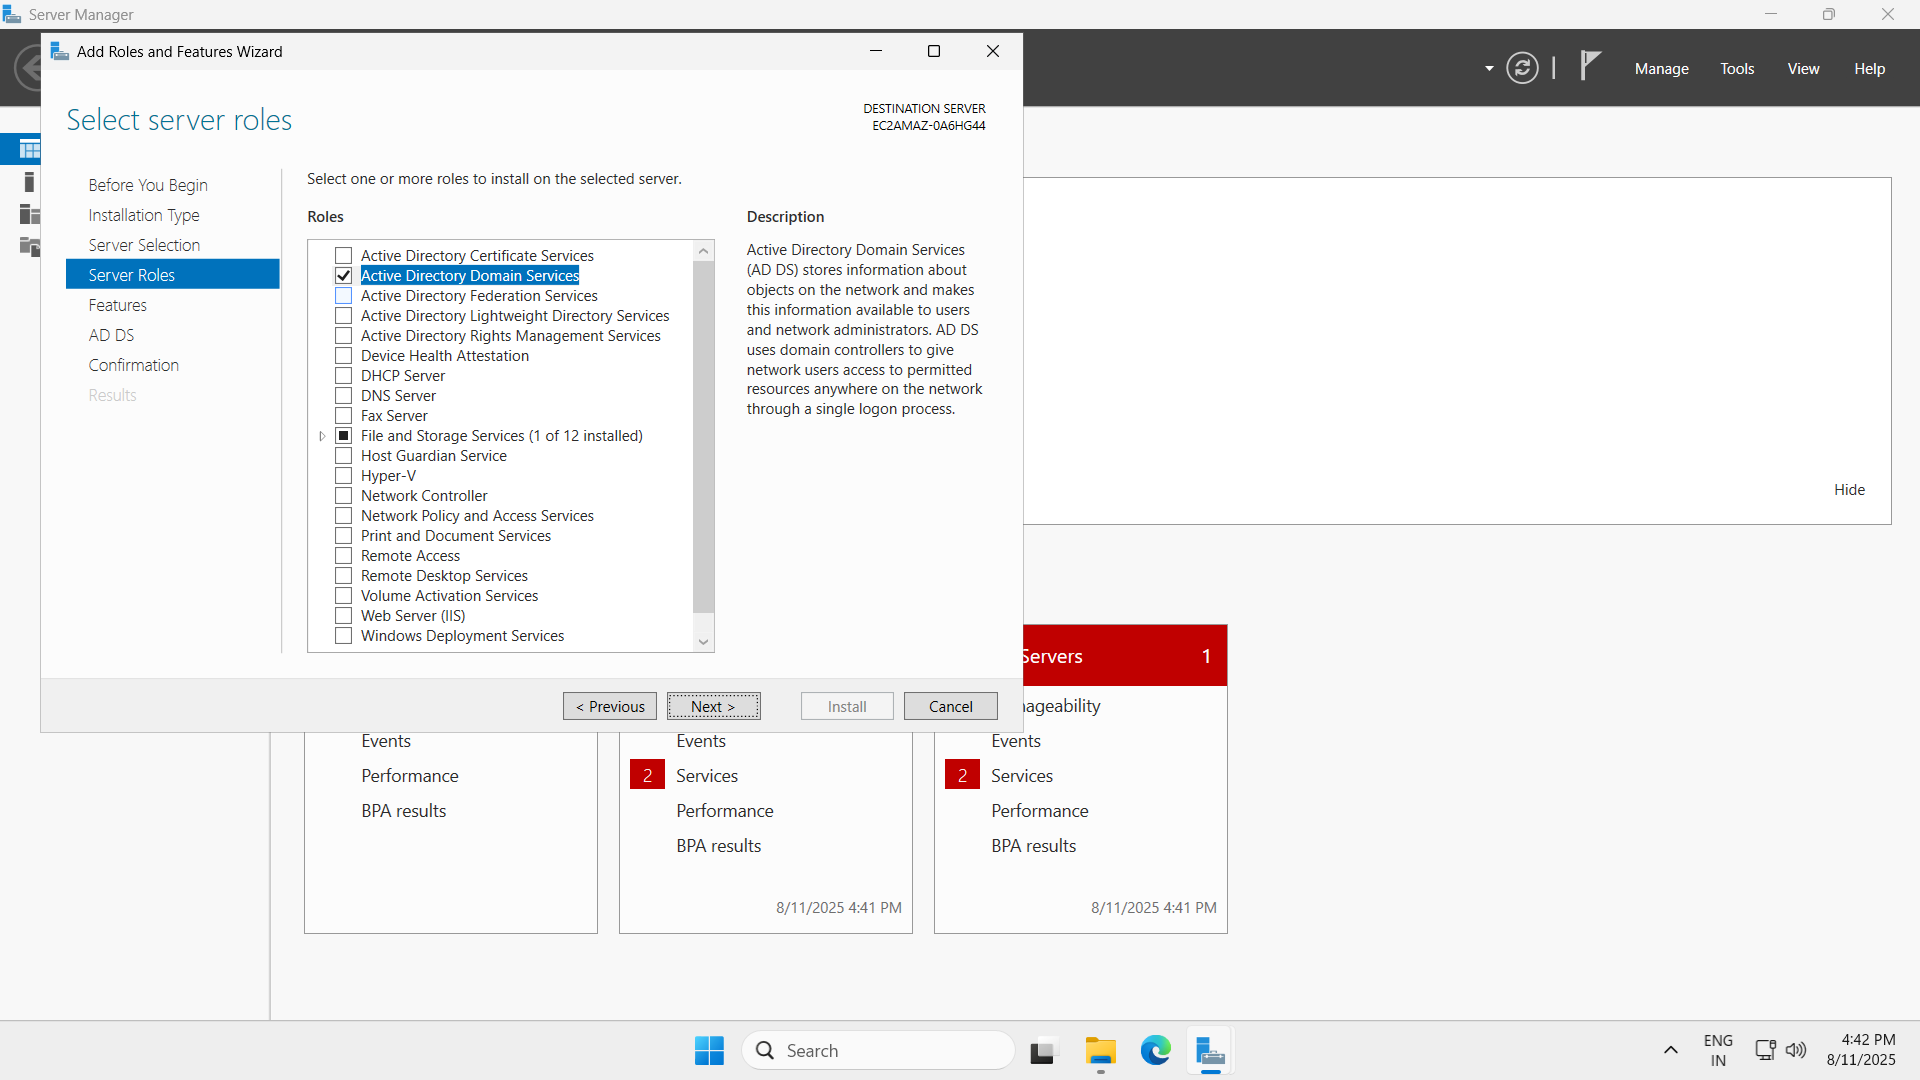 Server Manager
Manage
Tools
View
Help
Add Roles and Features Wizard
Select server roles
DESTINATION SERVER
EC2AMAZ-0A6HG44
Before You Begin
Installation Type
Server Selection
Server Roles
Features
AD DS
Confirmation
Results
Select one or more roles to install on the selected server.
Roles
Active Directory Certificate Services
Active Directory Domain Services
Active Directory Federation Services
Active Directory Lightweight Directory Services
Active Directory Rights Management Services
Device Health Attestation
DHCP Server
DNS Server
Fax Server
File and Storage Services (1 of 12 installed)
Host Guardian Service
Hyper-V
Network Controller
Network Policy and Access Services
Print and Document Services
Remote Access
Remote Desktop Services
Volume Activation Services
Web Server (IIS)
Windows Deployment Services
Description
Active Directory Domain Services
(AD DS) stores information about
objects on the network and makes
this information available to users
and network administrators. AD DS
uses domain controllers to give
network users access to permitted
resources anywhere on the network
through a single logon process.
< Previous
Next >
Install
Cancel
Hide
Servers 1
nageability
Events
Performance
BPA results
Events
2 Services
Performance
BPA results
8/11/2025 4:41 PM
Events
2 Services
Performance
BPA results
8/11/2025 4:41 PM
Search
ENG
IN
4:42 PM
8/11/2025